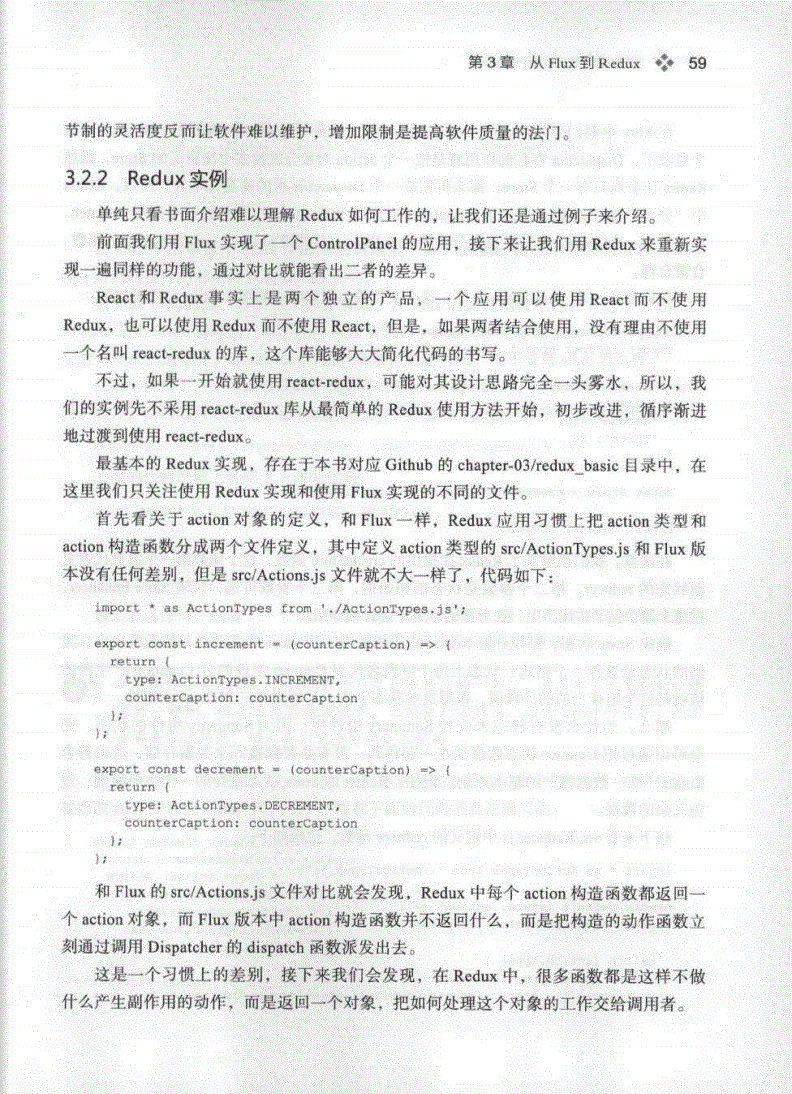 第3章 从Flux到Redux 59
节制的灵活度反而让软件难以维护，增加限制是提高软件质量的法门。
3.2.2 Redux实例
单纯只看书面介绍难以理解 Redux 如何工作的，让我们还是通过例子来介绍。
前面我们用 Flux 实现了一个 ControlPanel 的应用，接下来让我们用 Redux 来重新实
现一遍同样的功能，通过对比就能看出二者的差异。
React 和 Redux 事实上是两个独立的产品，一个应用可以使用 React 而不使用
Redux，也可以使用 Redux 而不使用 React，但是，如果两者结合使用，没有理由不使用
一个名叫 react-redux 的库，这个库能够大大简化代码的书写。
不过，如果一开始就使用 react-redux，可能对其设计思路完全一头雾水，所以，我
们的实例先不采用 react-redux 库从最简单的 Redux 使用方法开始，初步改进，循序渐进
地过渡到使用 react-redux。
最基本的 Redux 实现，存在于本书对应 Github 的 chapter-03/redux_basic 目录中，在
这里我们只关注使用 Redux 实现和使用 Flux 实现的不同的文件。
首先看关于 action 对象的定义，和 Flux 一样，Redux 应用习惯上把 action 类型和
action 构造函数分成两个文件定义，其中定义 action 类型的 src/ActionTypes.js 和 Flux 版
本没有任何差别，但是 src/Actions.js 文件就不大一样了，代码如下：
import * as ActionTypes from './ActionTypes.js';
export const increment = (counterCaption) => {
return {
type: ActionTypes.INCREMENT,
counterCaption: counterCaption
};
};
export const decrement = (counterCaption) => {
return {
type: ActionTypes.DECREMENT,
counterCaption: counterCaption
};
};
和 Flux 的 src/Actions.js 文件对比就会发现，Redux 中每个 action 构造函数都返回一
个 action 对象，而 Flux 版本中 action 构造函数并不返回什么，而是把构造的动作函数立
刻通过调用 Dispatcher 的 dispatch 函数派发出去。
这是一个习惯上的差别，接下来我们会发现，在 Redux 中，很多函数都是这样不做
什么产生副作用的动作，而是返回一个对象，把如何处理这个对象的工作交给调用者。